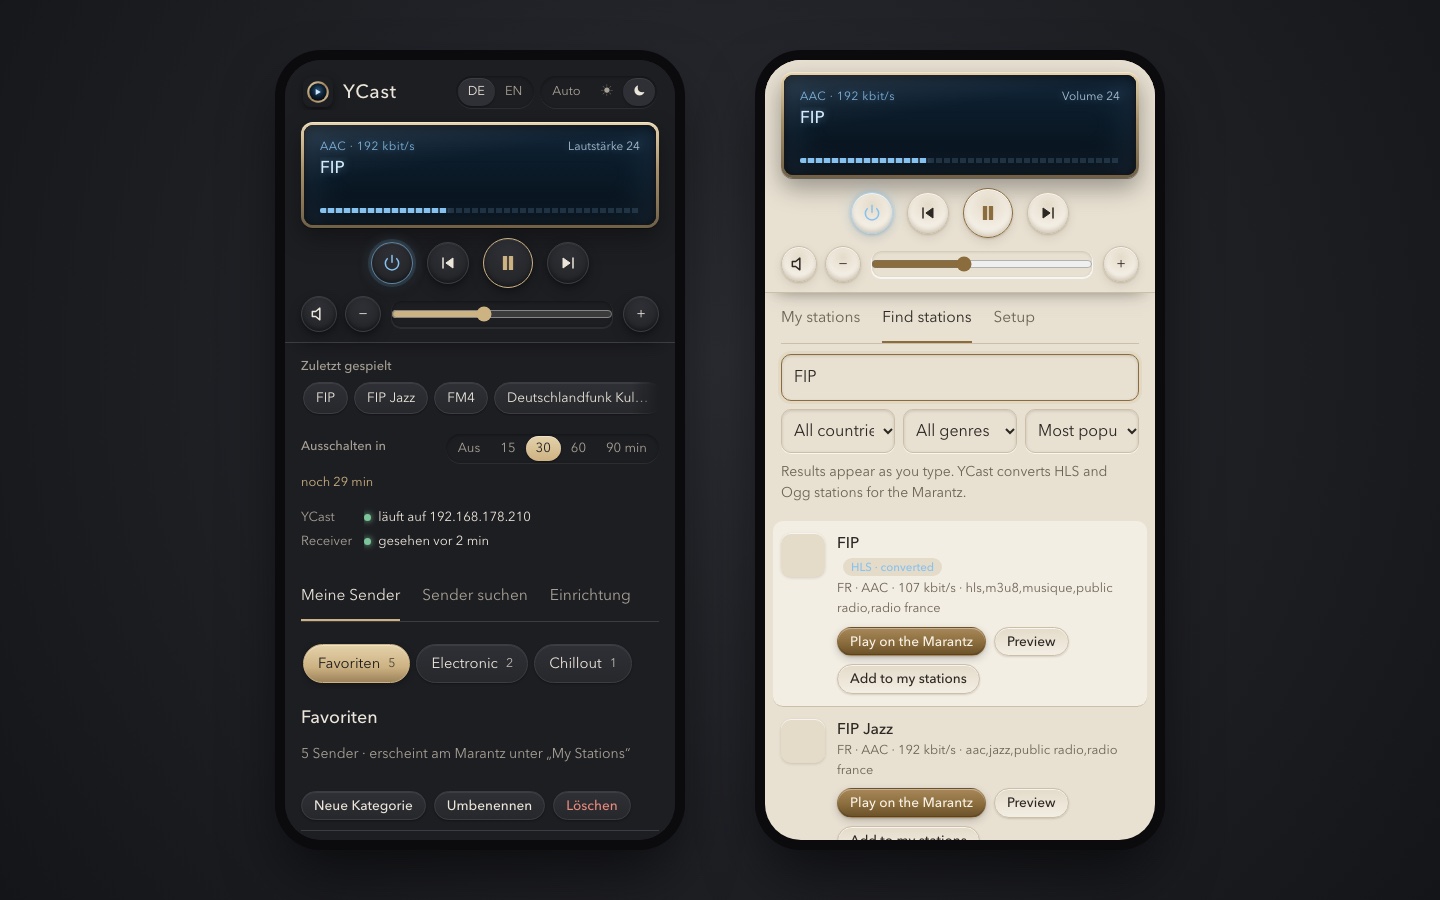 YCast
DE EN Auto
AAC · 192 kbit/s Lautstärke 24
FIP
Zuletzt gespielt
FIP FIP Jazz FM4 Deutschlandfunk Kul…
Ausschalten in Aus 15 30 60 90 min
noch 29 min
YCast läuft auf 192.168.178.210
Receiver gesehen vor 2 min
Meine Sender Sender suchen Einrichtung
Favoriten 5 Electronic 2 Chillout 1
Favoriten
5 Sender · erscheint am Marantz unter „My Stations“
Neue Kategorie Umbenennen Löschen
AAC · 192 kbit/s Volume 24
FIP
My stations Find stations Setup
FIP
All countrie All genres Most popu
Results appear as you type. YCast converts HLS and
Ogg stations for the Marantz.
FIP
HLS · converted
FR · AAC · 107 kbit/s · hls,m3u8,musique,public
radio,radio france
Play on the Marantz Preview
Add to my stations
FIP Jazz
FR · AAC · 192 kbit/s · aac,jazz,public radio,radio
france
Play on the Marantz Preview
Add to my stations